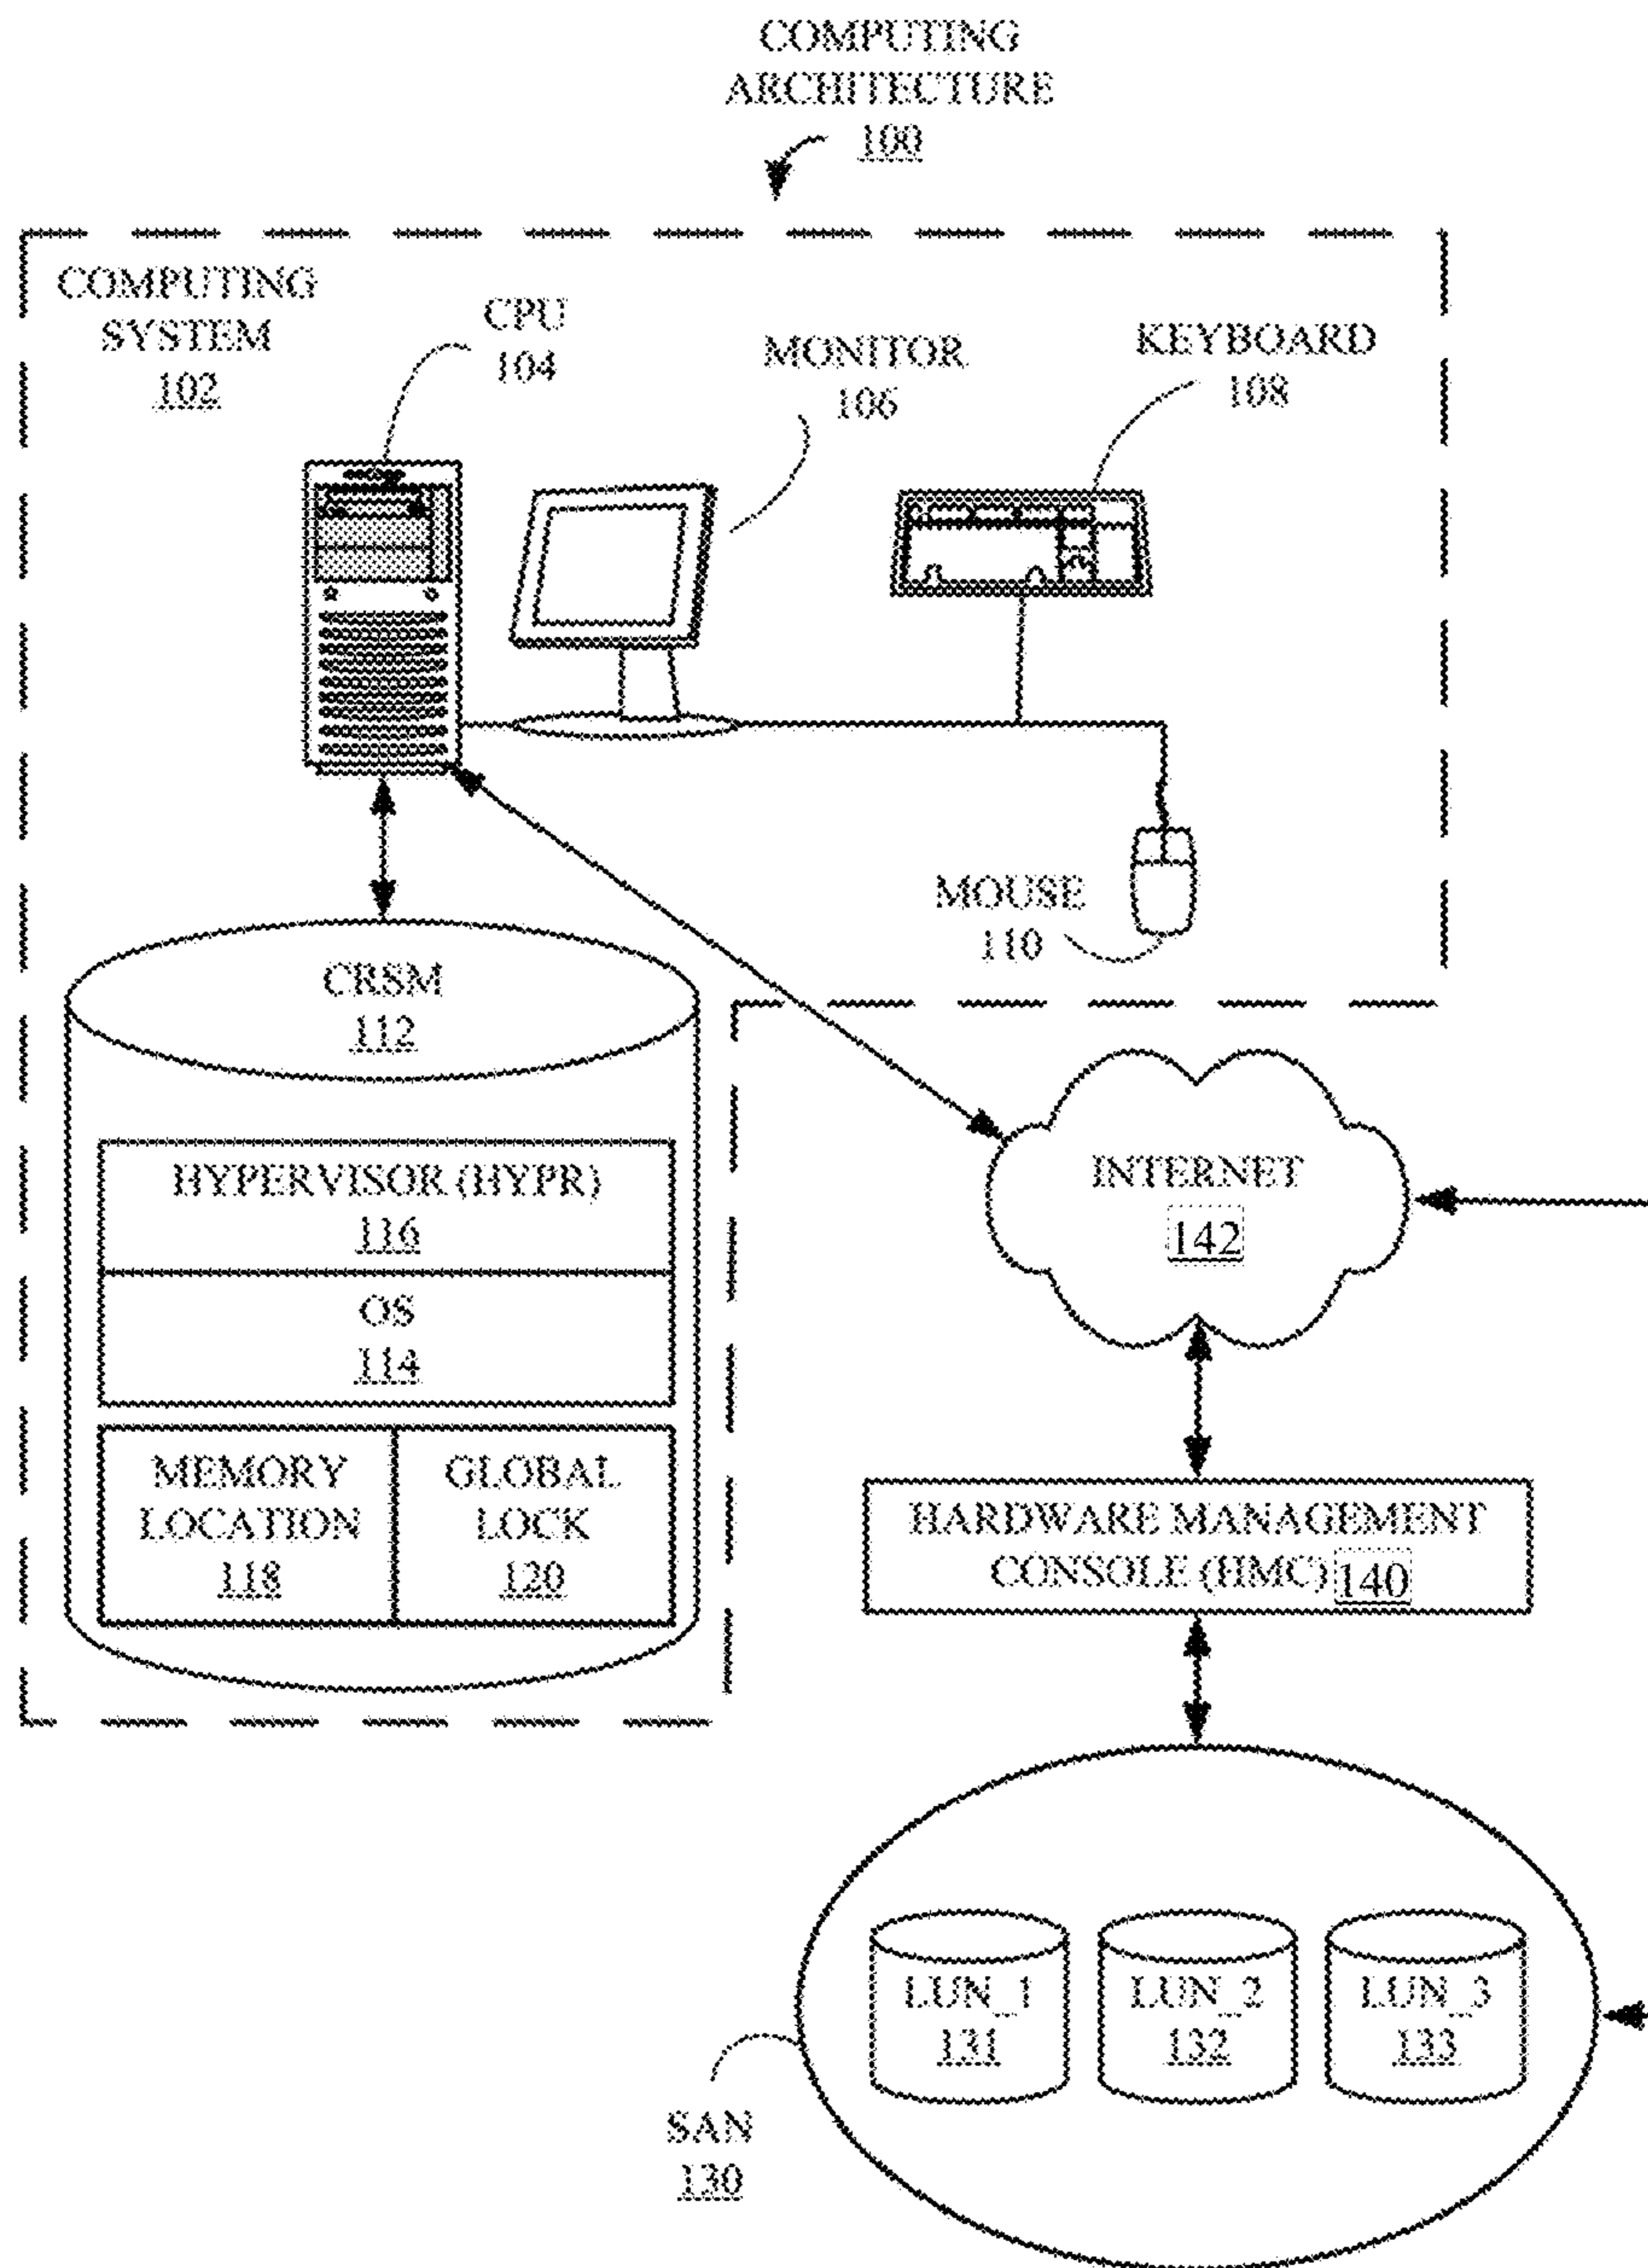 COMPUTING
ARCHITECTURE
100
COMPUTING
SYSTEM
102
CPU
104
MONITOR
106
KEYBOARD
108
MOUSE
110
CRSM
112
HYPERVISOR (HYPR)
116
OS
114
MEMORY
LOCATION
118
GLOBAL
LOCK
120
INTERNET
142
HARDWARE MANAGEMENT
CONSOLE (HMC) 140
LUN_1
131
LUN_2
132
LUN_3
133
SAN
130